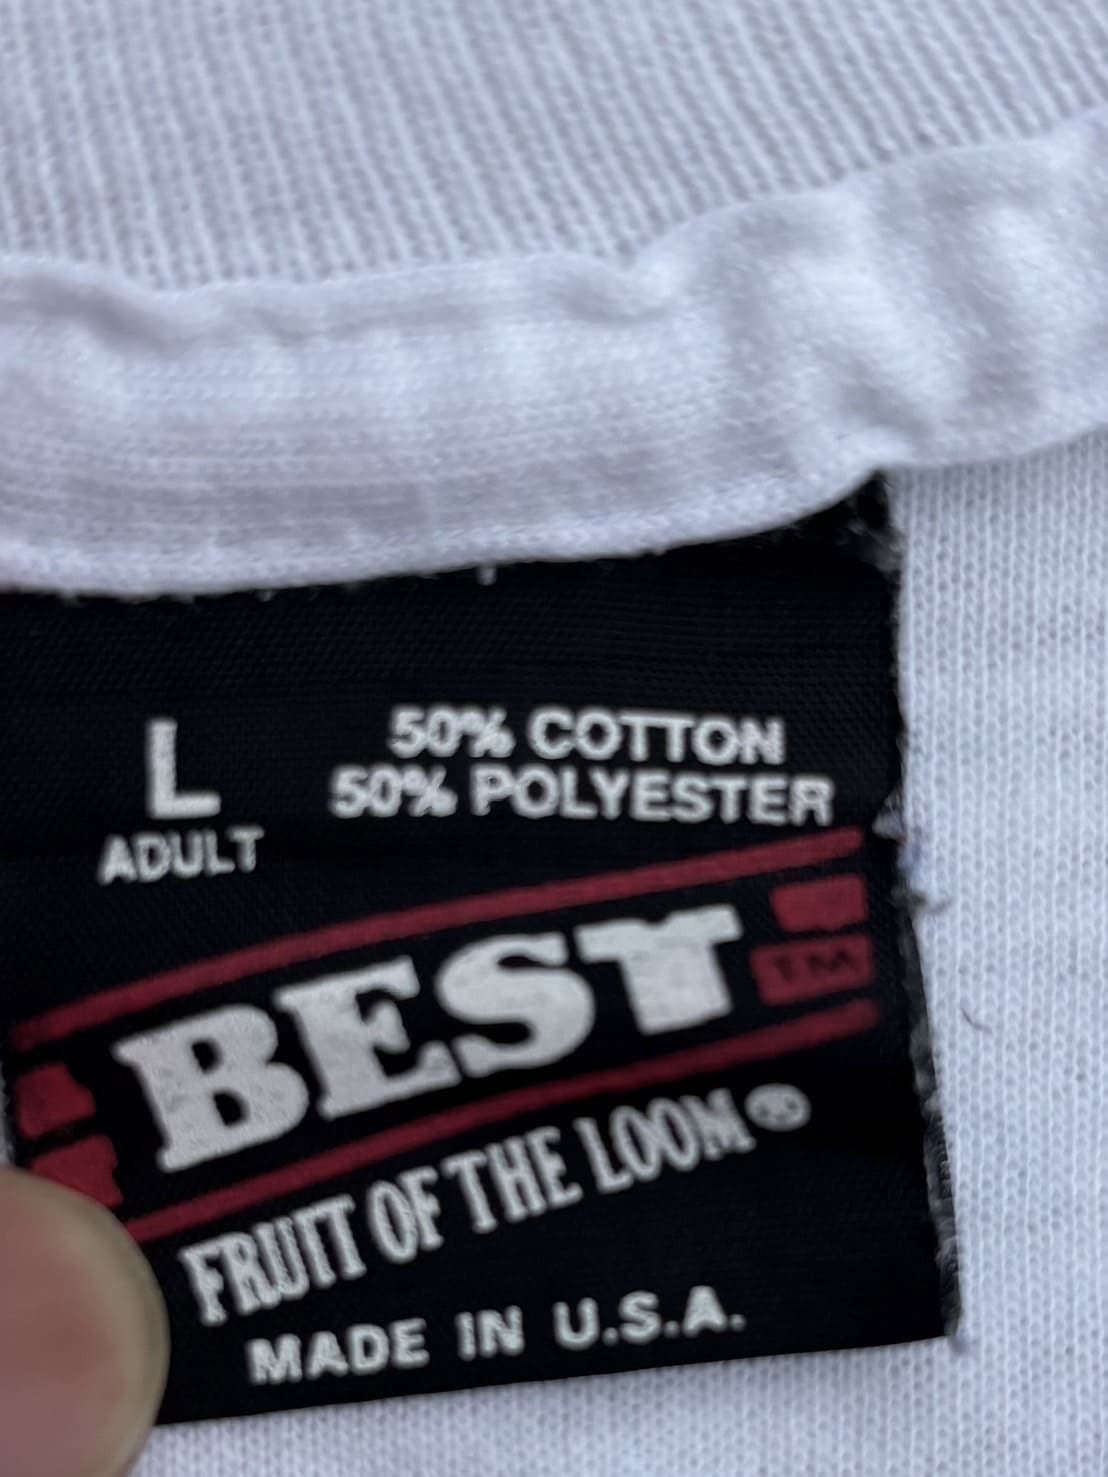 L
ADULT
50% COTTON
50% POLYESTER
BEST
TM
FRUIT OF THE LOOM®
MADE IN U.S.A.